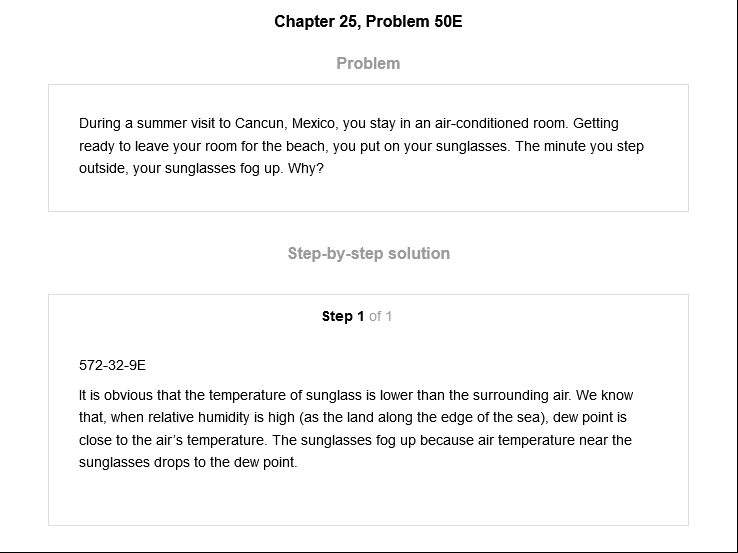 Chapter 25, Problem 50E
Problem
During a summer visit to Cancun, Mexico, you stay in an air-conditioned room. Getting
ready to leave your room for the beach, you put on your sunglasses. The minute you step
outside, your sunglasses fog up. Why?
Step-by-step solution
Step 1 of 1
572-32-9E
It is obvious that the temperature of sunglass is lower than the surrounding air. We know
that, when relative humidity is high (as the land along the edge of the sea), dew point is
close to the air’s temperature. The sunglasses fog up because air temperature near the
sunglasses drops to the dew point.